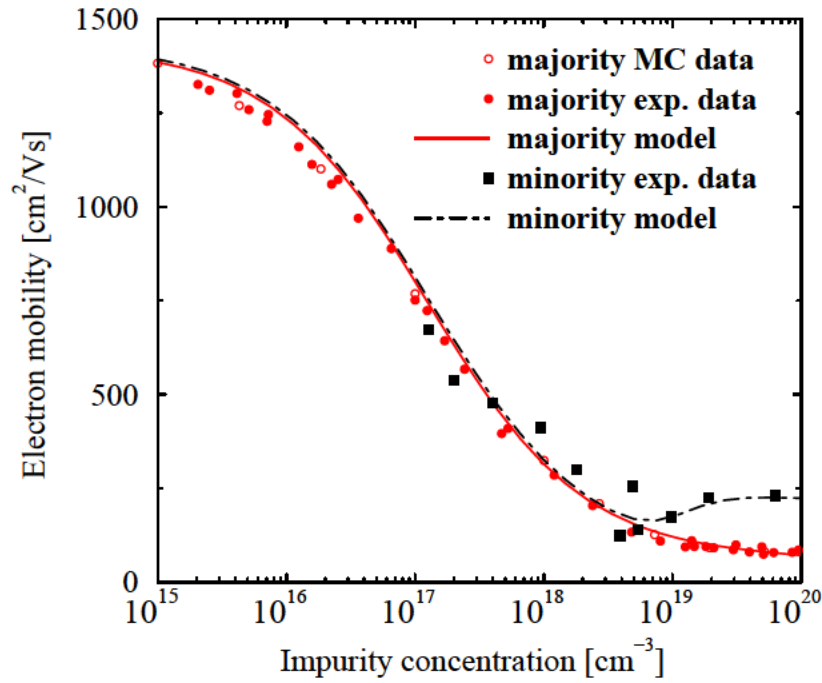 1500
1000
500
0
10¹⁵ 10¹⁶ 10¹⁷ 10¹⁸ 10¹⁹ 10²⁰
Electron mobility [cm²/Vs]
Impurity concentration [cm⁻³]
majority MC data
majority exp. data
majority model
minority exp. data
minority model